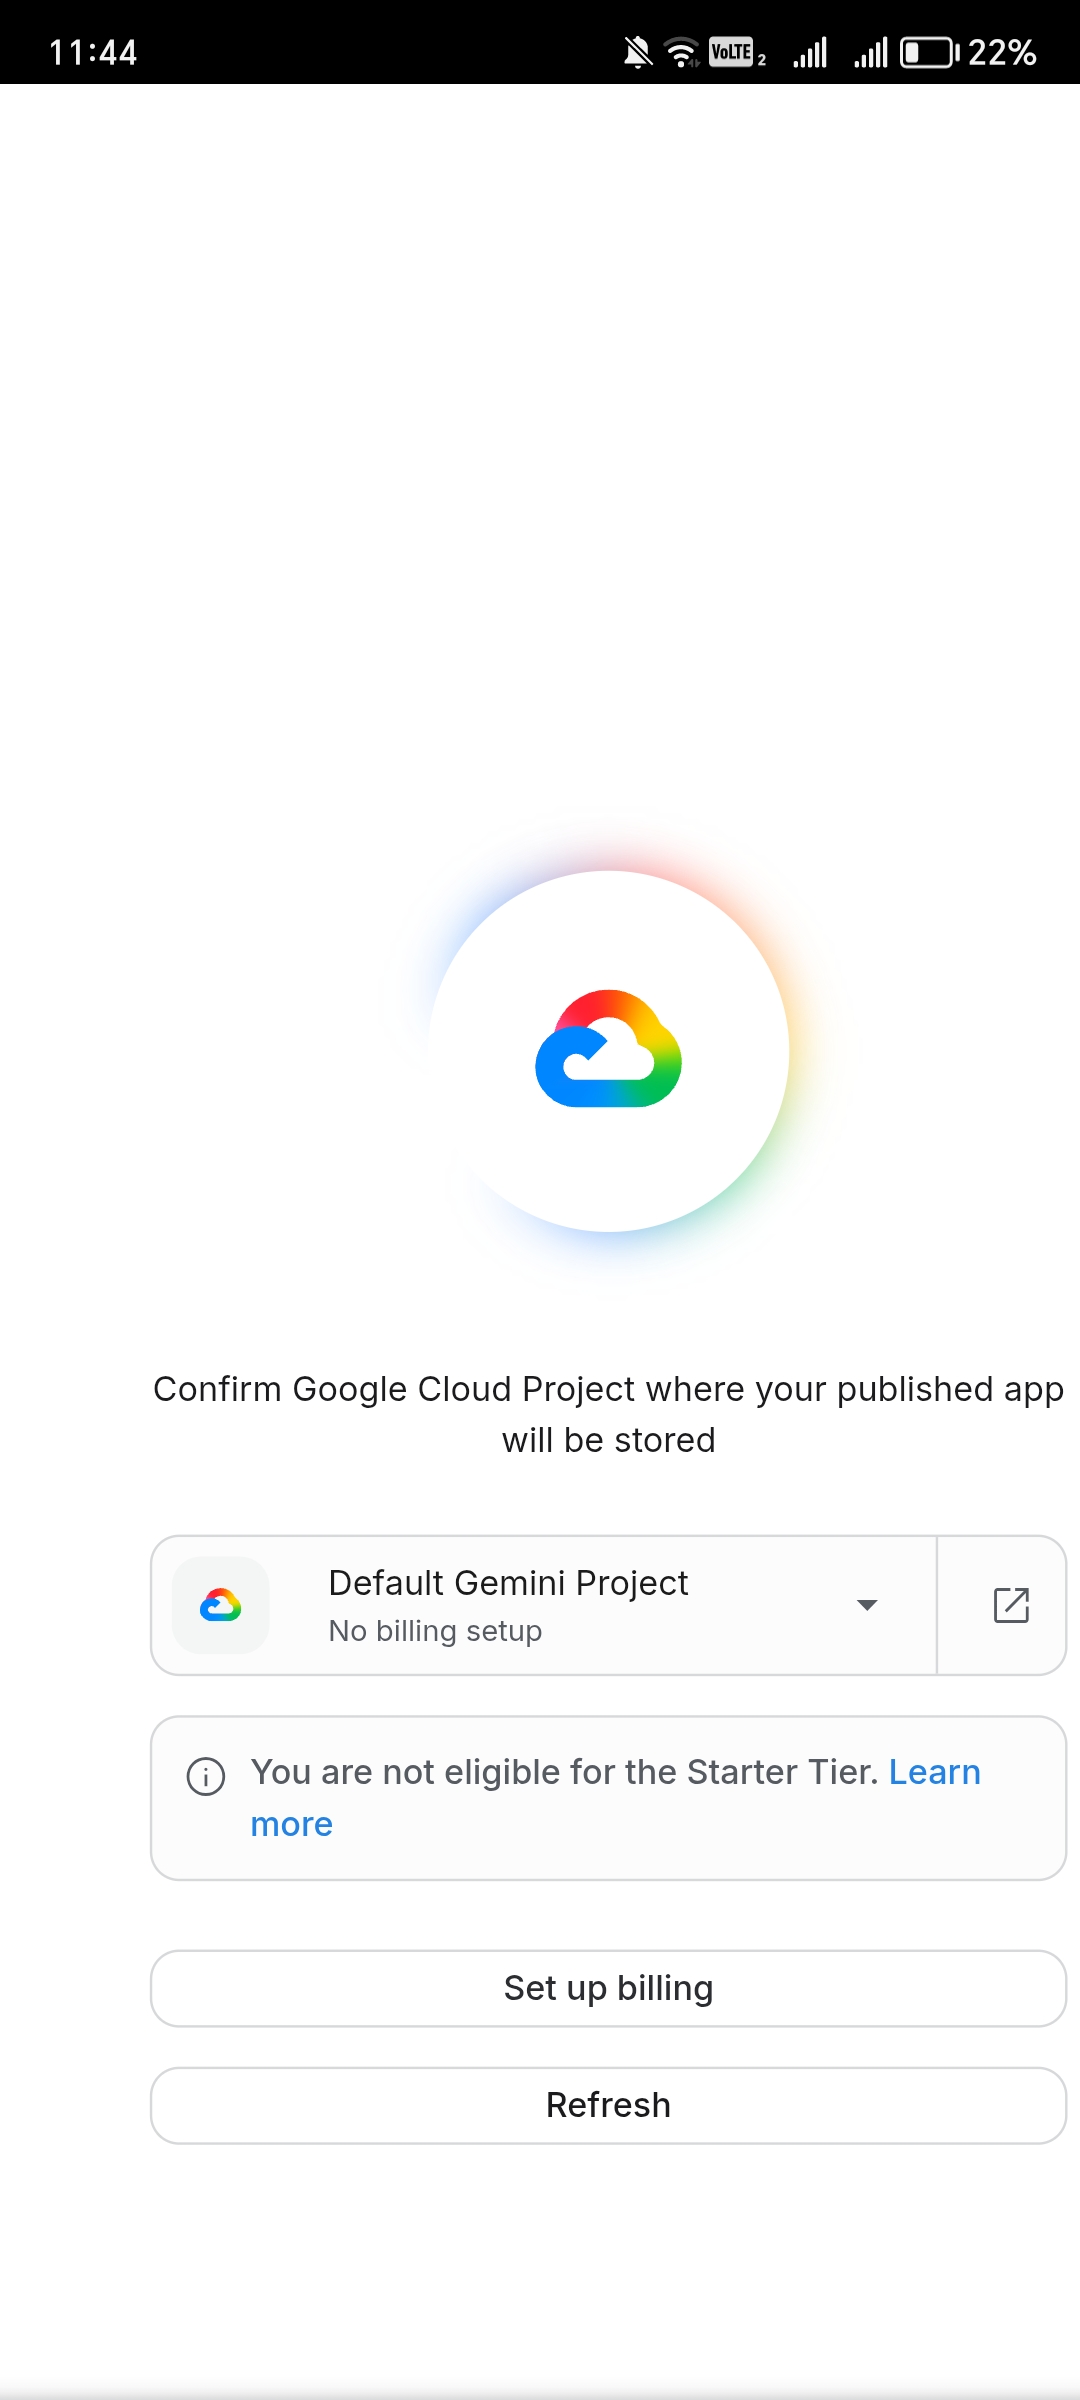 11:44
VoLTE 2 22%
Confirm Google Cloud Project where your published app
will be stored
Default Gemini Project
No billing setup
You are not eligible for the Starter Tier. Learn
more
Set up billing
Refresh